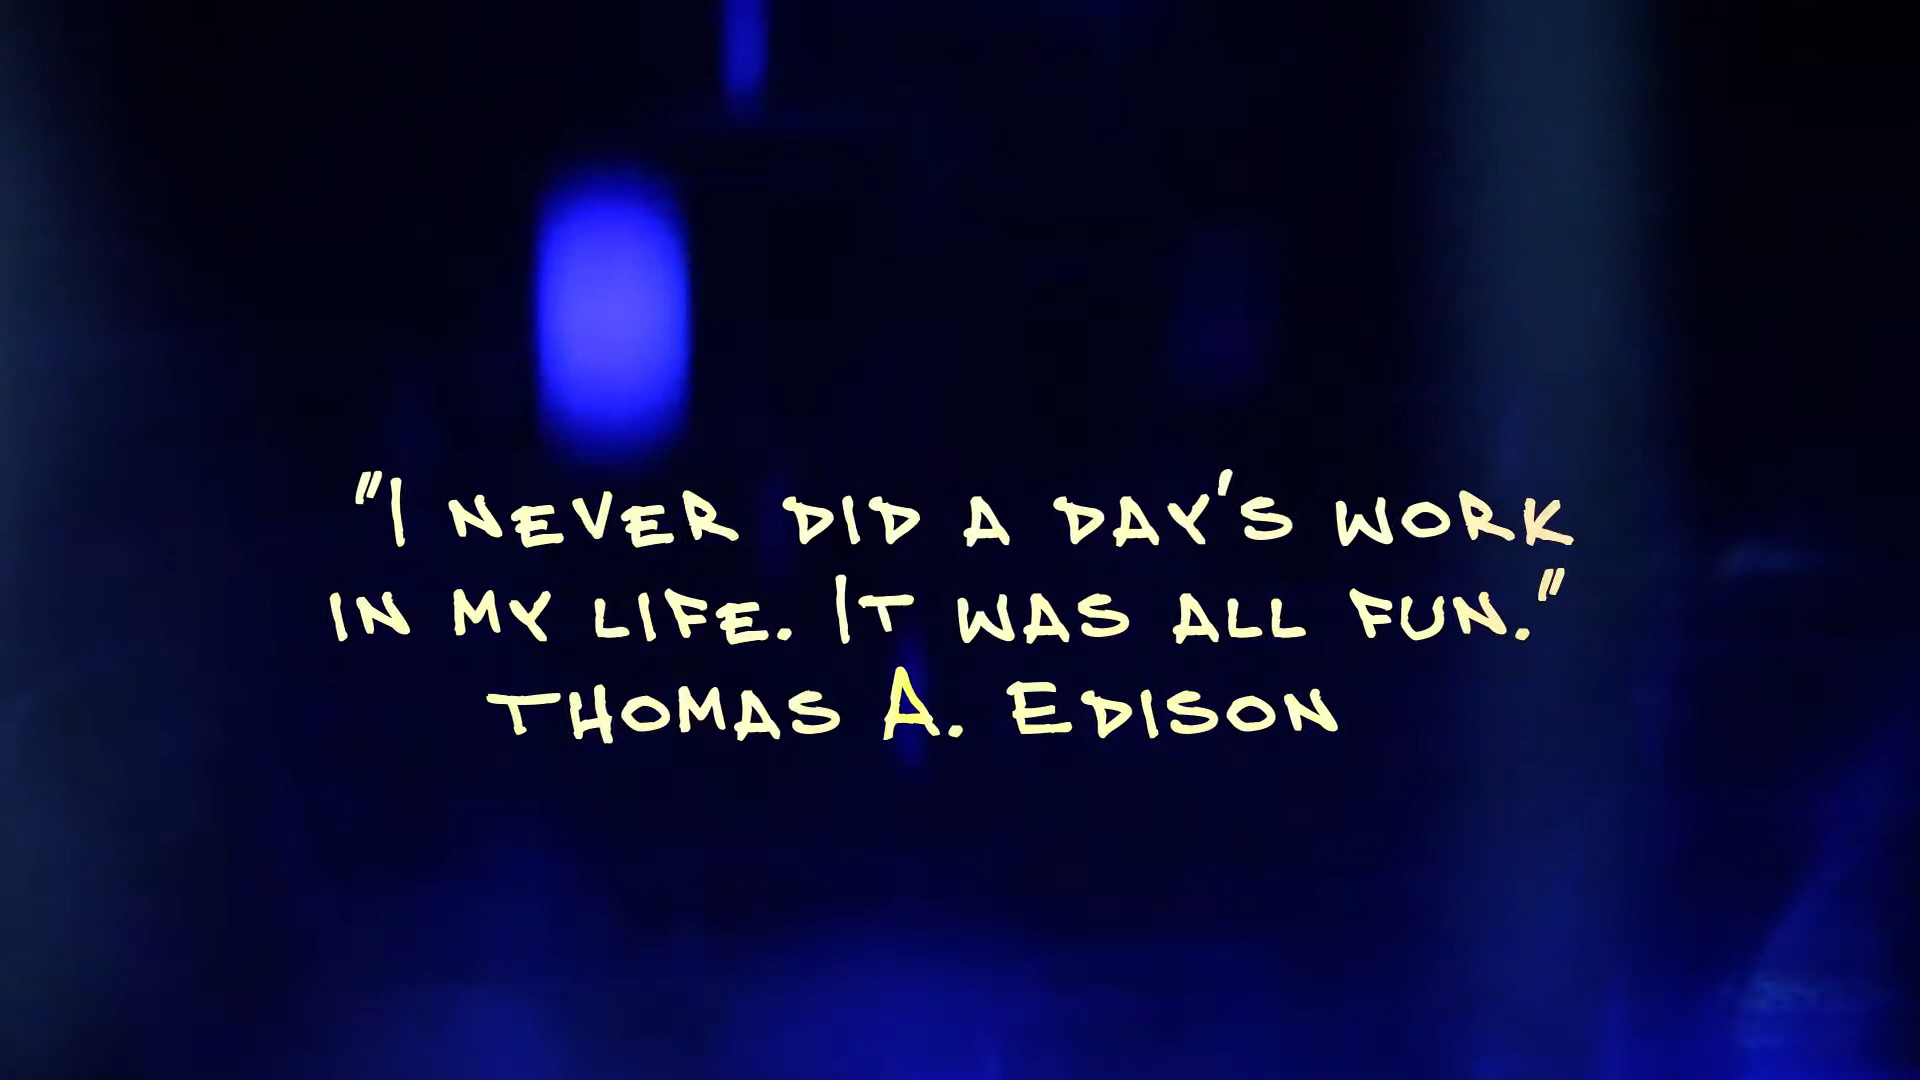 "I never did a day's work
in my life. It was all fun."
Thomas A. Edison